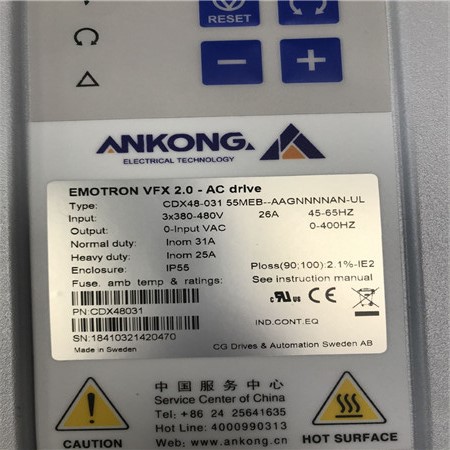 RESET
ANKONG
ELECTRICAL TECHNOLOGY
EMOTRON VFX 2.0 - AC drive
Type: CDX48-031 55MEB--AAGNNNNAN-UL
Input: 3x380-480V 26A 45-65HZ
Output: 0-Input VAC 0-400HZ
Normal duty: Inom 31A
Heavy duty: Inom 25A
Enclosure: IP55 Ploss(90;100):2.1%-IE2
Fuse. amb temp & ratings: See instruction manual
PN:CDX48031
c UL us CE
IND.CONT.EQ
SN:18410321420470
Made in Sweden CG Drives & Automation Sweden AB
中国服务中心
Service Center of China
Tel: +86 24 25641635
Hot Line: 4000990313
Web: www.ankong.com
CAUTION
HOT SURFACE